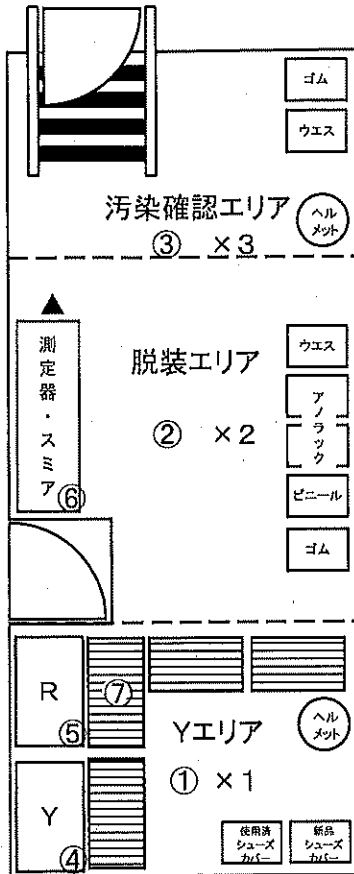 ゴム
ウエス
汚染確認エリア
ヘル
メット
③ ×3
測定器・スミア
⑥
脱装エリア
② ×2
ウエス
アノラック
ビニール
ゴム
R
⑤
⑦
Yエリア
ヘル
メット
① ×1
Y
④
使用済
シューズ
カバー
新品
シューズ
カバー